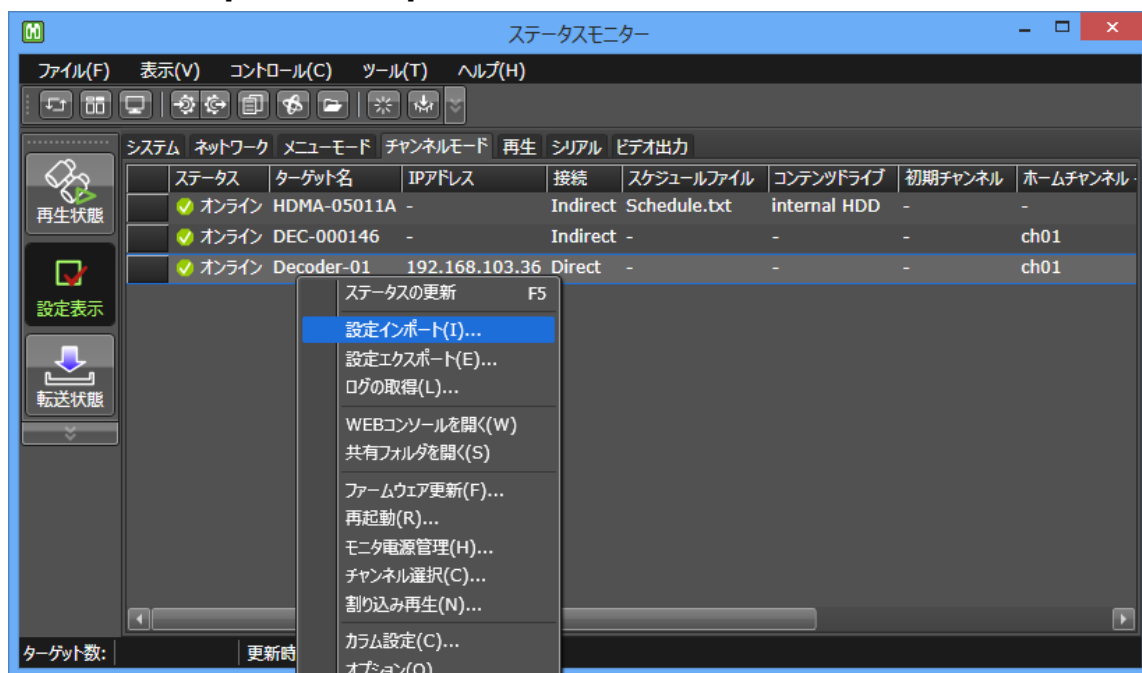 ステータスモニター
ファイル(F) 表示(V) コントロール(C) ツール(T) ヘルプ(H)
システム ネットワーク メニューモード チャンネルモード 再生 シリアル ビデオ出力
ステータス ターゲット名 IPアドレス 接続 スケジュールファイル コンテンツドライブ 初期チャンネル ホームチャンネル
オンライン HDMA-05011A - Indirect Schedule.txt internal HDD - -
オンライン DEC-000146 - Indirect - - - ch01
オンライン Decoder-01 192.168.103.36 Direct - - - ch01
再生状態
設定表示
転送状態
ステータスの更新 F5
設定インポート(I)...
設定エクスポート(E)...
ログの取得(L)...
WEBコンソールを開く(W)
共有フォルダを開く(S)
ファームウェア更新(F)...
再起動(R)...
モニタ電源管理(H)...
チャンネル選択(C)...
割り込み再生(N)...
カラム設定(C)...
オプション(O)
ターゲット数: 更新時